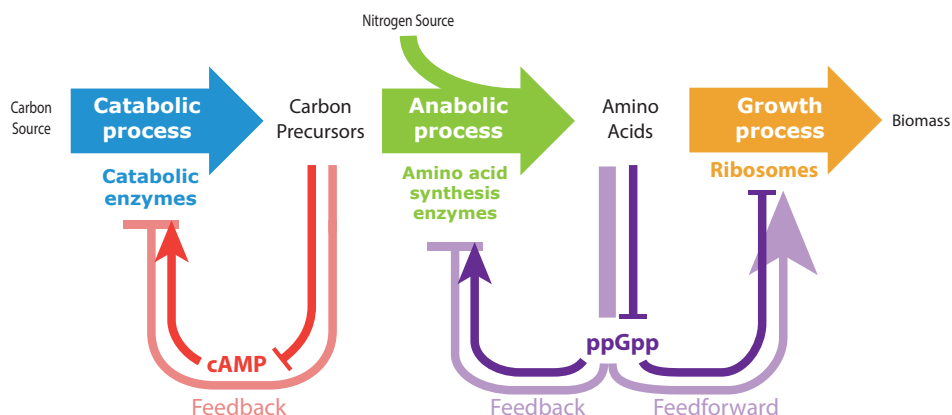 Nitrogen Source
Carbon
Source
Catabolic
process
Carbon
Precursors
Anabolic
process
Amino
Acids
Growth
process
Biomass
Catabolic
enzymes
Amino acid
synthesis
enzymes
Ribosomes
cAMP
ppGpp
Feedback
Feedback
Feedforward